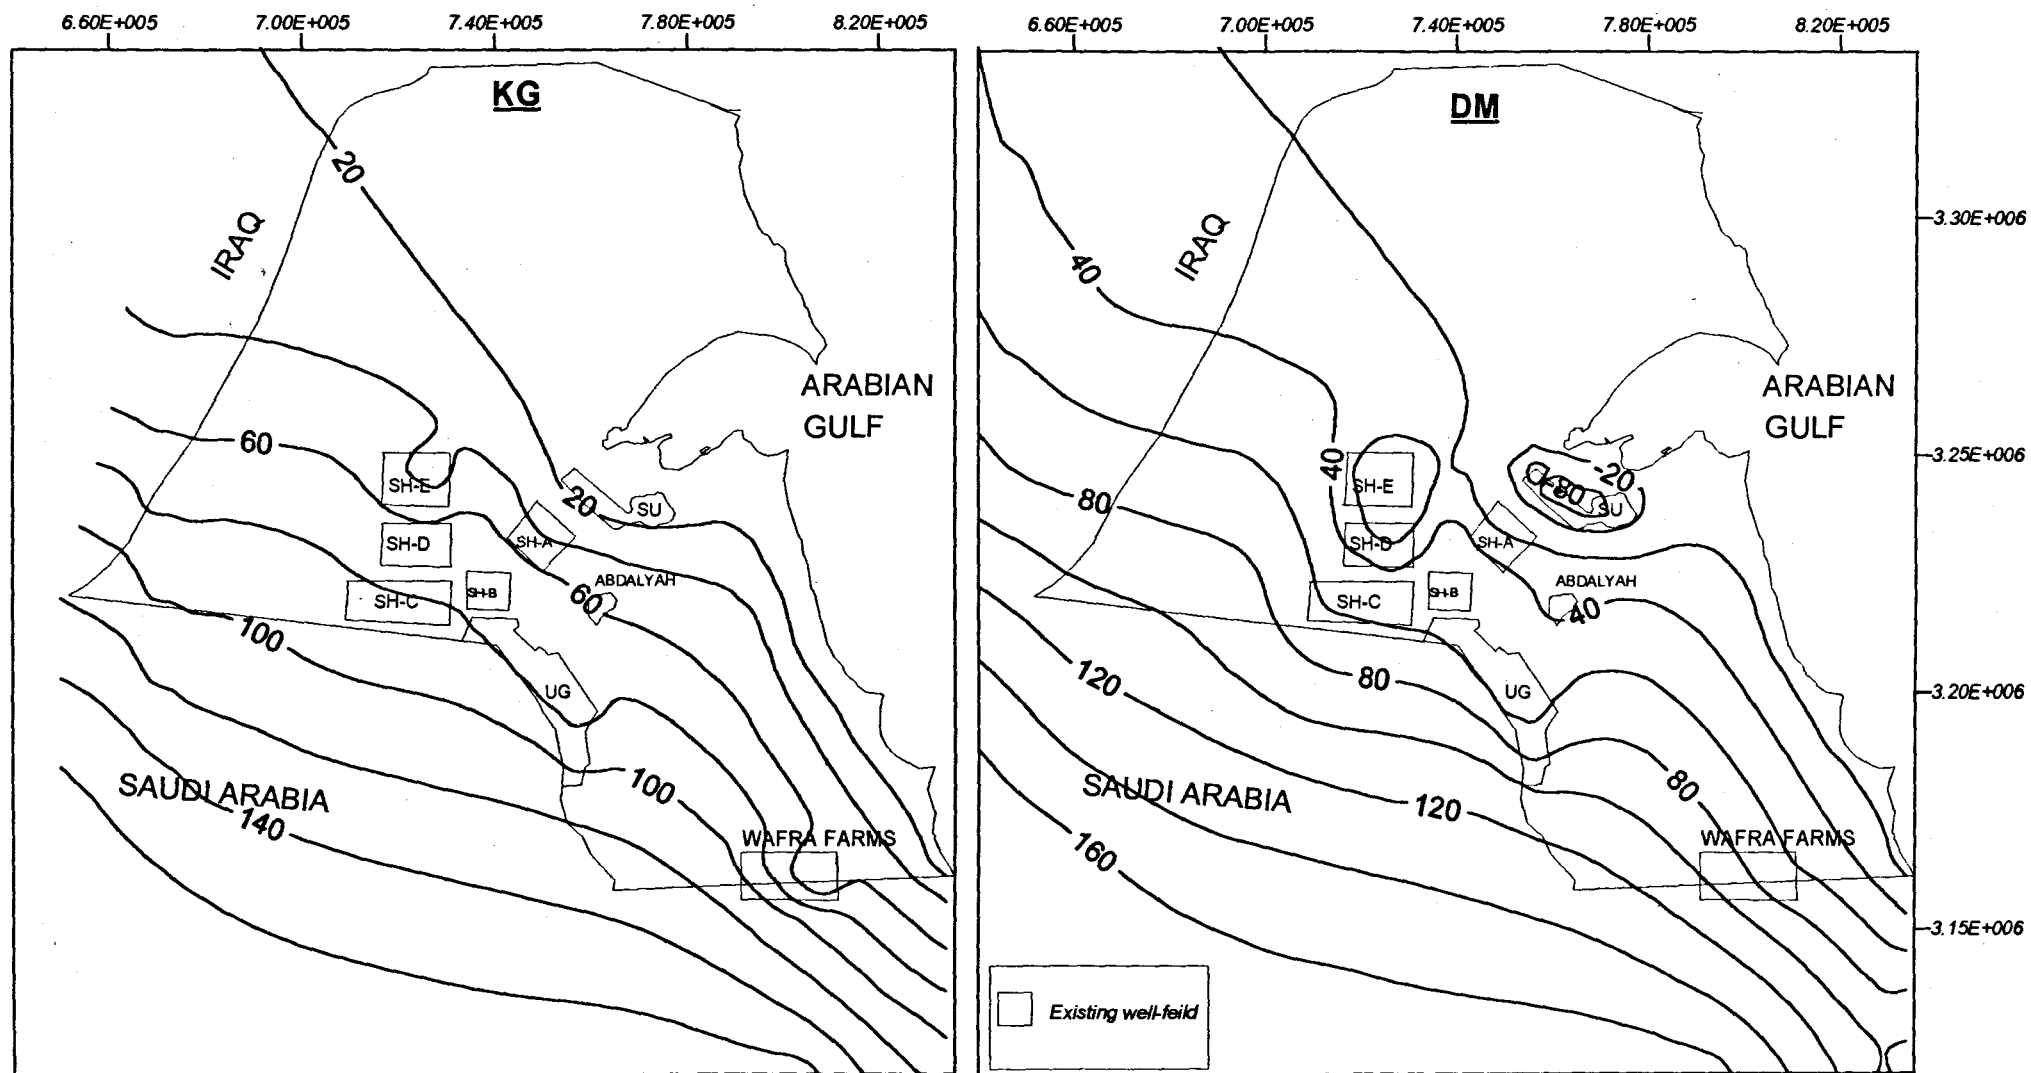 6.60E+005 7.00E+005 7.40E+005 7.80E+005 8.20E+005
KG
20
IRAQ
ARABIAN
GULF
60
SH-E
20
SU
SH-D
SH-A
ABDALYAH
SH-B
60
SH-C
100
UG
100
SAUDI ARABIA
140
WAFRA FARMS
6.60E+005 7.00E+005 7.40E+005 7.80E+005 8.20E+005
DM
3.30E+006
IRAQ
40
ARABIAN
GULF
3.25E+006
40
-20
-80
SH-E
80
SU
SH-D
SH-A
ABDALYAH
SH-B
SH-C
40
120
80
UG
3.20E+006
SAUDI ARABIA
80
120
WAFRA FARMS
160
3.15E+006
Existing well-feild